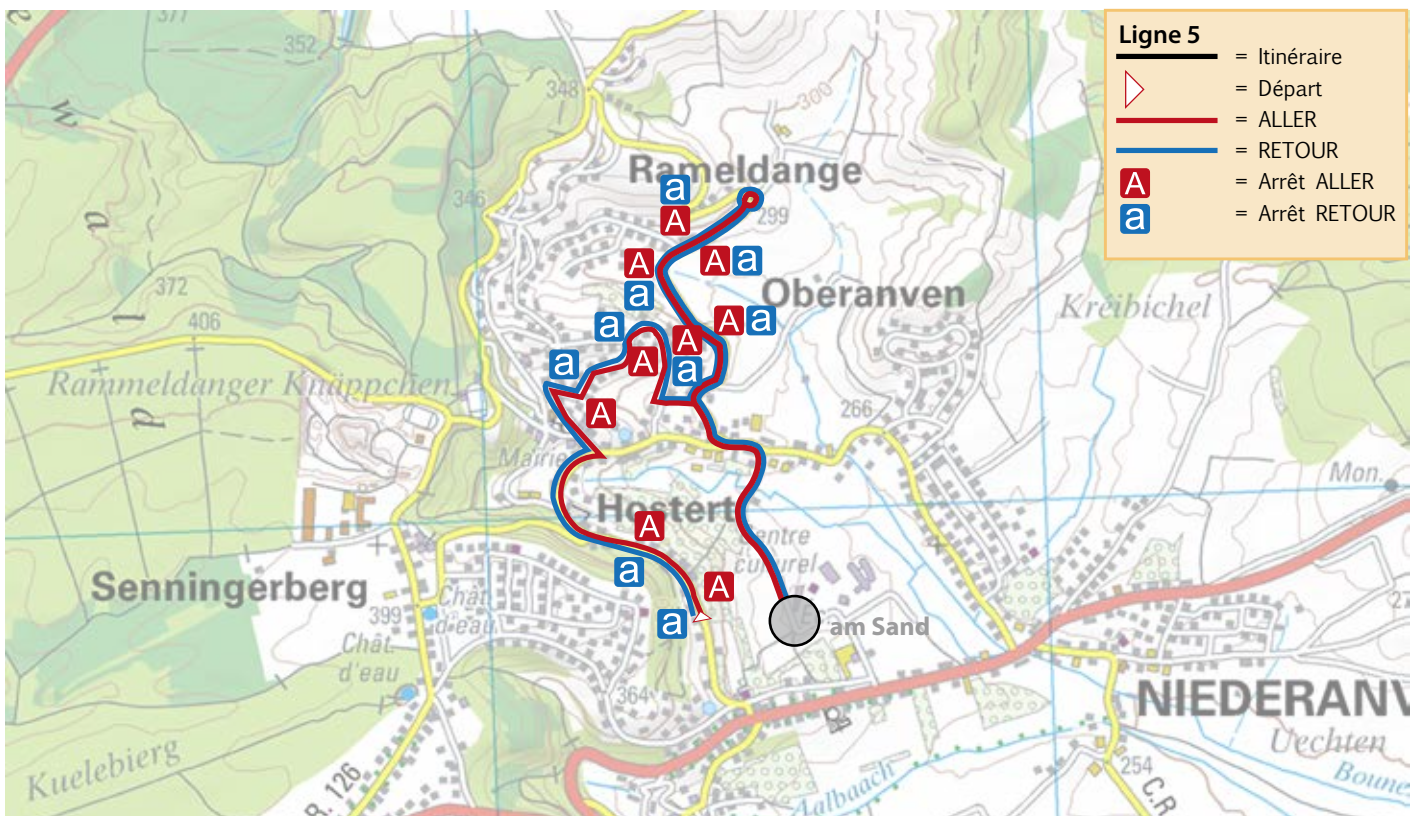 Ligne 5
= Itinéraire
= Départ
= ALLER
= RETOUR
A = Arrêt ALLER
a = Arrêt RETOUR
377
352
348
300
Rameldange
a
A
299
346
A
A a
a
372
406
Oberanven
Kréibichel
w
a
l
d
a
A
A a
a
A
a
Rammeldanger Knäppchen
A
266
Mairie
Mon.
Hostert
A
Centre
culturel
a
A
Senningerberg
399
Chât.
d'eau
Chât.
d'eau
a
am Sand
364
NIEDERANV
Uechten
Kuelebierg
254
Aalbaach
Boune
R. 126
C.R